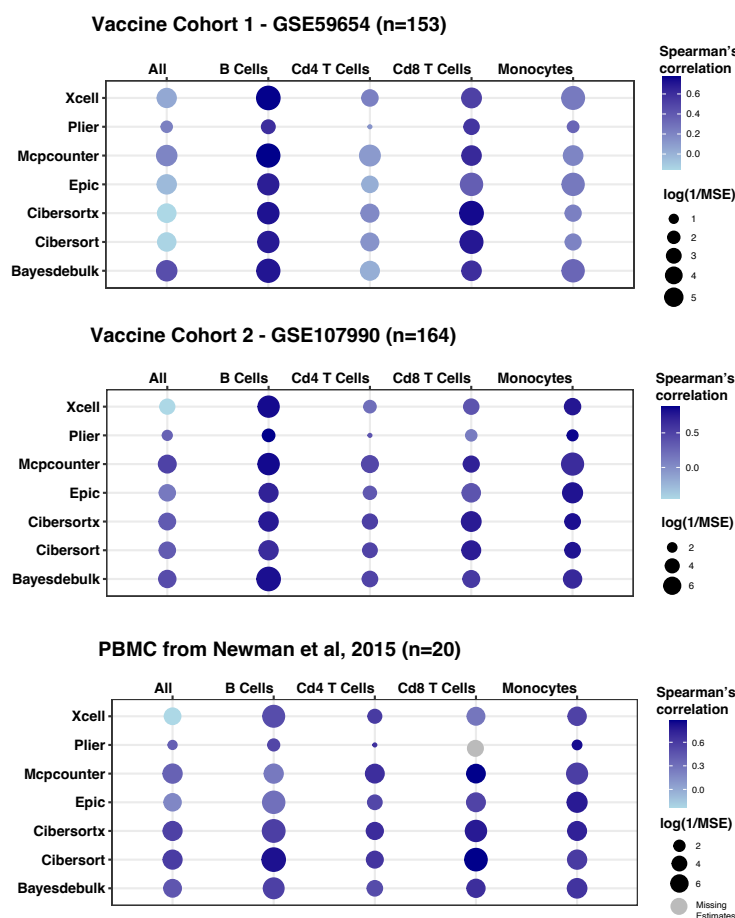 Vaccine Cohort 1 - GSE59654 (n=153)
All B Cells Cd4 T Cells Cd8 T Cells Monocytes
Xcell
Plier
Mcpcounter
Epic
Cibersortx
Cibersort
Bayesdebulk
Spearman's
correlation
0.6
0.4
0.2
0.0
log(1/MSE)
1
2
3
4
5
Vaccine Cohort 2 - GSE107990 (n=164)
All B Cells Cd4 T Cells Cd8 T Cells Monocytes
Xcell
Plier
Mcpcounter
Epic
Cibersortx
Cibersort
Bayesdebulk
Spearman's
correlation
0.5
0.0
log(1/MSE)
2
4
6
PBMC from Newman et al, 2015 (n=20)
All B Cells Cd4 T Cells Cd8 T Cells Monocytes
Xcell
Plier
Mcpcounter
Epic
Cibersortx
Cibersort
Bayesdebulk
Spearman's
correlation
0.6
0.3
0.0
log(1/MSE)
2
4
6
Missing
Estimates